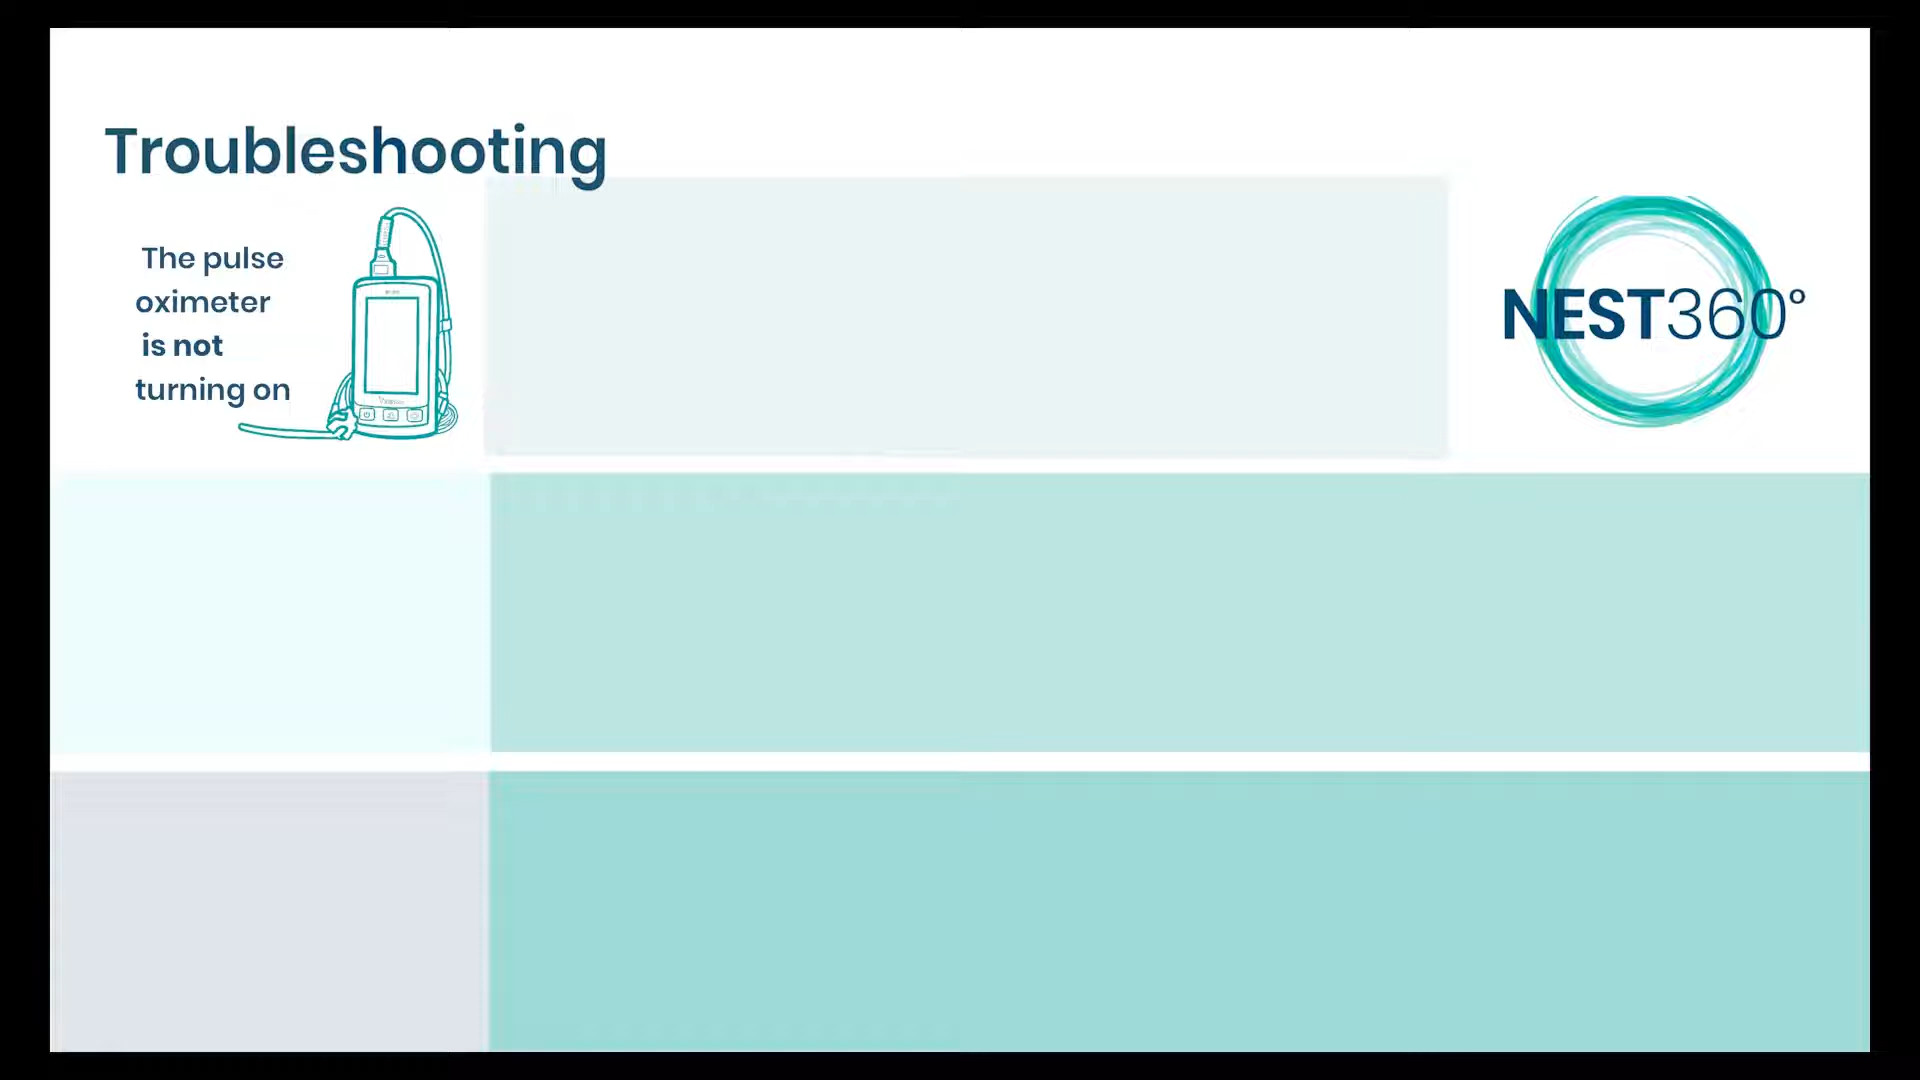 Troubleshooting
The pulse
oximeter
is not
turning on
NEST360°